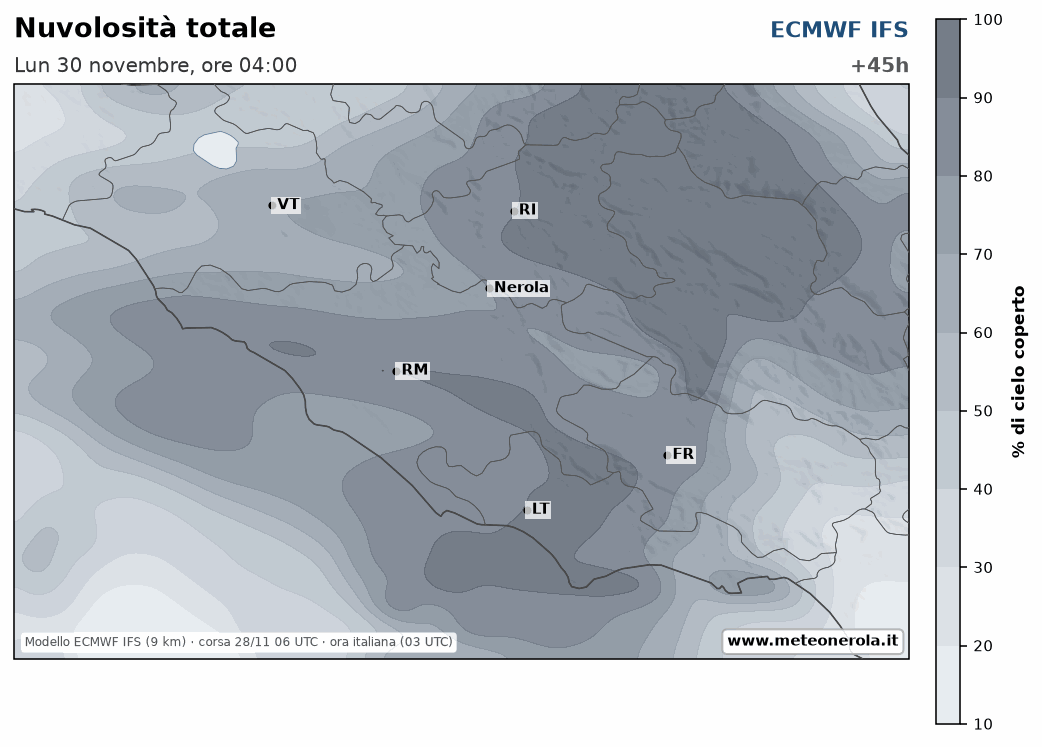 Nuvolosità totale
ECMWF IFS
Lun 30 novembre, ore 04:00
+45h
VT
RI
Nerola
RM
FR
LT
Modello ECMWF IFS (9 km) · corsa 28/11 06 UTC · ora italiana (03 UTC)
www.meteonerola.it
100
90
80
70
60
50
40
30
20
10
% di cielo coperto